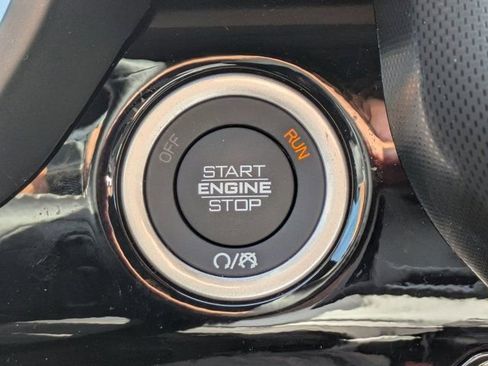 OFF
RUN
START
ENGINE
STOP
/